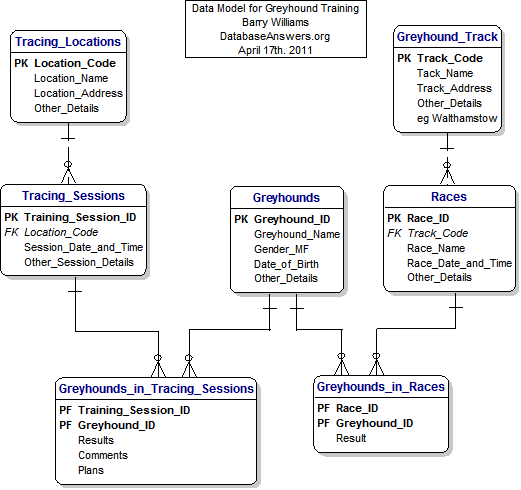 Data Model for Greyhound Training
Barry Williams
DatabaseAnswers.org
April 17th. 2011
Tracing_Locations
PK Location_Code
Location_Name
Location_Address
Other_Details
Greyhound_Track
PK Track_Code
Tack_Name
Track_Address
Other_Details
eg Walthamstow
Tracing_Sessions
PK Training_Session_ID
FK Location_Code
Session_Date_and_Time
Other_Session_Details
Greyhounds
PK Greyhound_ID
Greyhound_Name
Gender_MF
Date_of_Birth
Other_Details
Races
PK Race_ID
FK Track_Code
Race_Name
Race_Date_and_Time
Other_Details
Greyhounds_in_Tracing_Sessions
PF Training_Session_ID
PF Greyhound_ID
Results
Comments
Plans
Greyhounds_in_Races
PF Race_ID
PF Greyhound_ID
Result